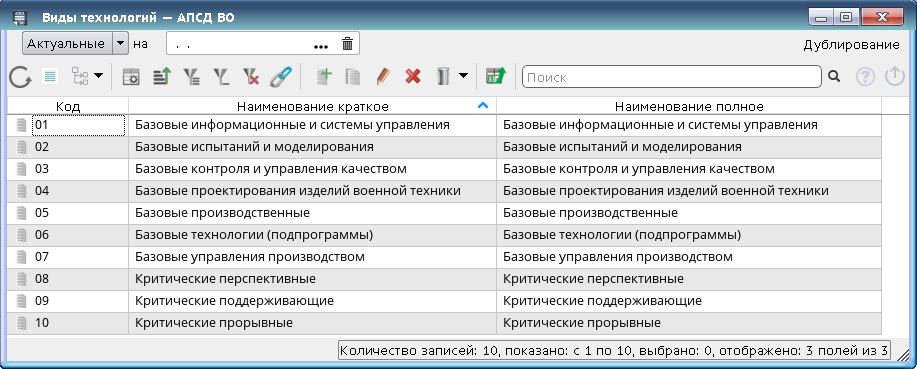 Виды технологий — АПСД ВО
Актуальные на . . ... Дублирование
Поиск
Код Наименование краткое Наименование полное
01 Базовые информационные и системы управления Базовые информационные и системы управления
02 Базовые испытаний и моделирования Базовые испытаний и моделирования
03 Базовые контроля и управления качеством Базовые контроля и управления качеством
04 Базовые проектирования изделий военной техники Базовые проектирования изделий военной техники
05 Базовые производственные Базовые производственные
06 Базовые технологии (подпрограммы) Базовые технологии (подпрограммы)
07 Базовые управления производством Базовые управления производством
08 Критические перспективные Критические перспективные
09 Критические поддерживающие Критические поддерживающие
10 Критические прорывные Критические прорывные
Количество записей: 10, показано: с 1 по 10, выбрано: 0, отображено: 3 полей из 3